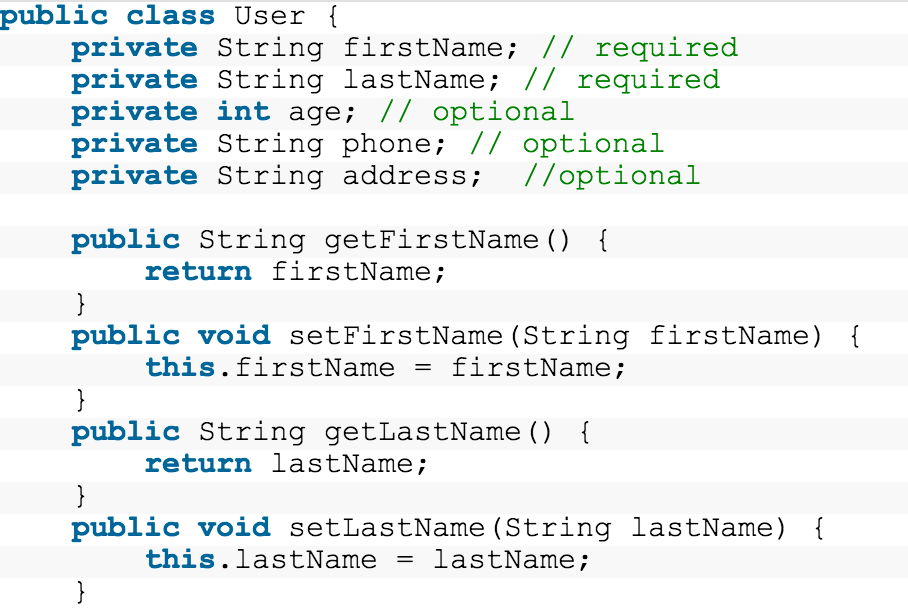 public class User {
    private String firstName; // required
    private String lastName; // required
    private int age; // optional
    private String phone; // optional
    private String address;  //optional

    public String getFirstName() {
        return firstName;
    }
    public void setFirstName(String firstName) {
        this.firstName = firstName;
    }
    public String getLastName() {
        return lastName;
    }
    public void setLastName(String lastName) {
        this.lastName = lastName;
    }